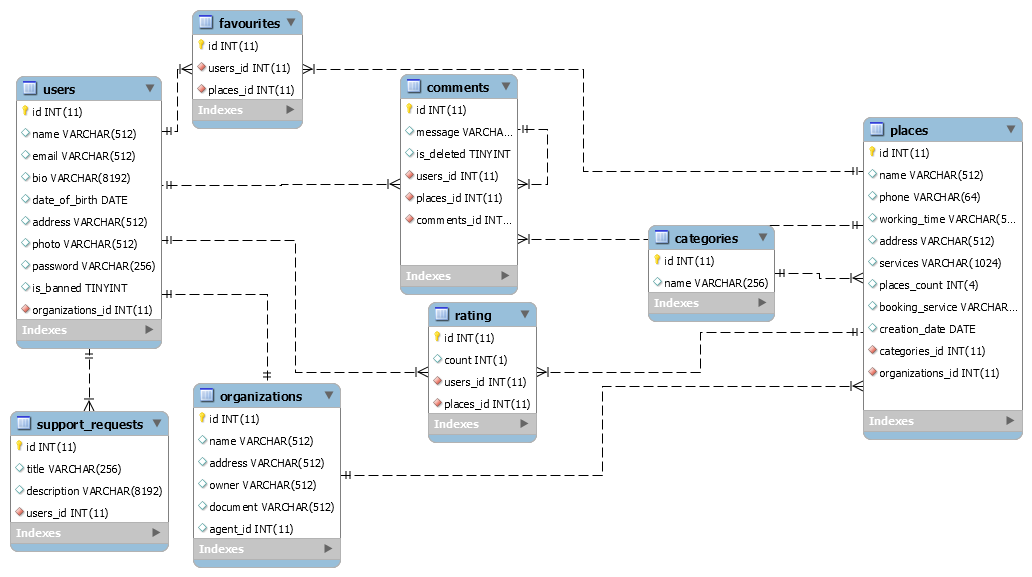 favourites
id INT(11)
users_id INT(11)
places_id INT(11)
Indexes
users
id INT(11)
name VARCHAR(512)
email VARCHAR(512)
bio VARCHAR(8192)
date_of_birth DATE
address VARCHAR(512)
photo VARCHAR(512)
password VARCHAR(256)
is_banned TINYINT
organizations_id INT(11)
Indexes
comments
id INT(11)
message VARCHA...
is_deleted TINYINT
users_id INT(11)
places_id INT(11)
comments_id INT...
Indexes
places
id INT(11)
name VARCHAR(512)
phone VARCHAR(64)
working_time VARCHAR(5...
address VARCHAR(512)
services VARCHAR(1024)
places_count INT(4)
booking_service VARCHAR...
creation_date DATE
categories_id INT(11)
organizations_id INT(11)
Indexes
categories
id INT(11)
name VARCHAR(256)
Indexes
rating
id INT(11)
count INT(1)
users_id INT(11)
places_id INT(11)
Indexes
organizations
id INT(11)
name VARCHAR(512)
address VARCHAR(512)
owner VARCHAR(512)
document VARCHAR(512)
agent_id INT(11)
Indexes
support_requests
id INT(11)
title VARCHAR(256)
description VARCHAR(8192)
users_id INT(11)
Indexes